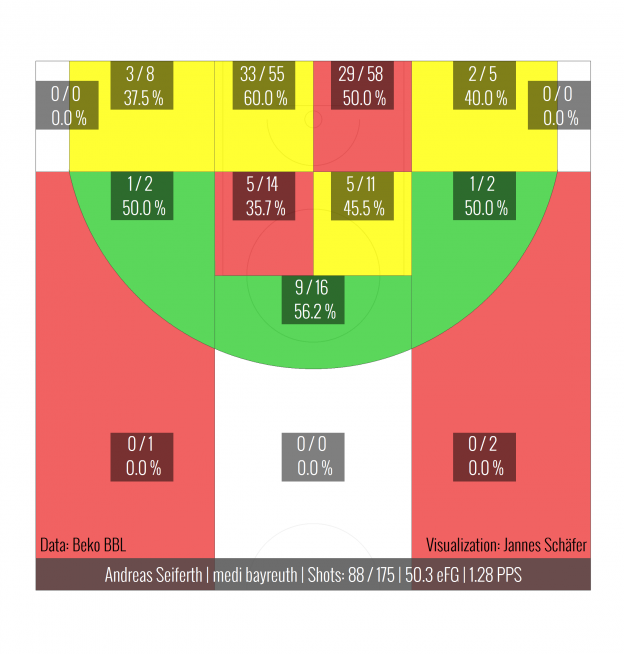 3 / 8
37.5 %
33 / 55
60.0 %
29 / 58
50.0 %
2 / 5
40.0 %
0 / 0
0.0 %
0 / 0
0.0 %
1 / 2
50.0 %
5 / 14
35.7 %
5 / 11
45.5 %
1 / 2
50.0 %
9 / 16
56.2 %
0 / 1
0.0 %
0 / 0
0.0 %
0 / 2
0.0 %
Data: Beko BBL
Visualization: Jannes Schäfer
Andreas Seiferth | medi bayreuth | Shots: 88 / 175 | 50.3 eFG | 1.28 PPS